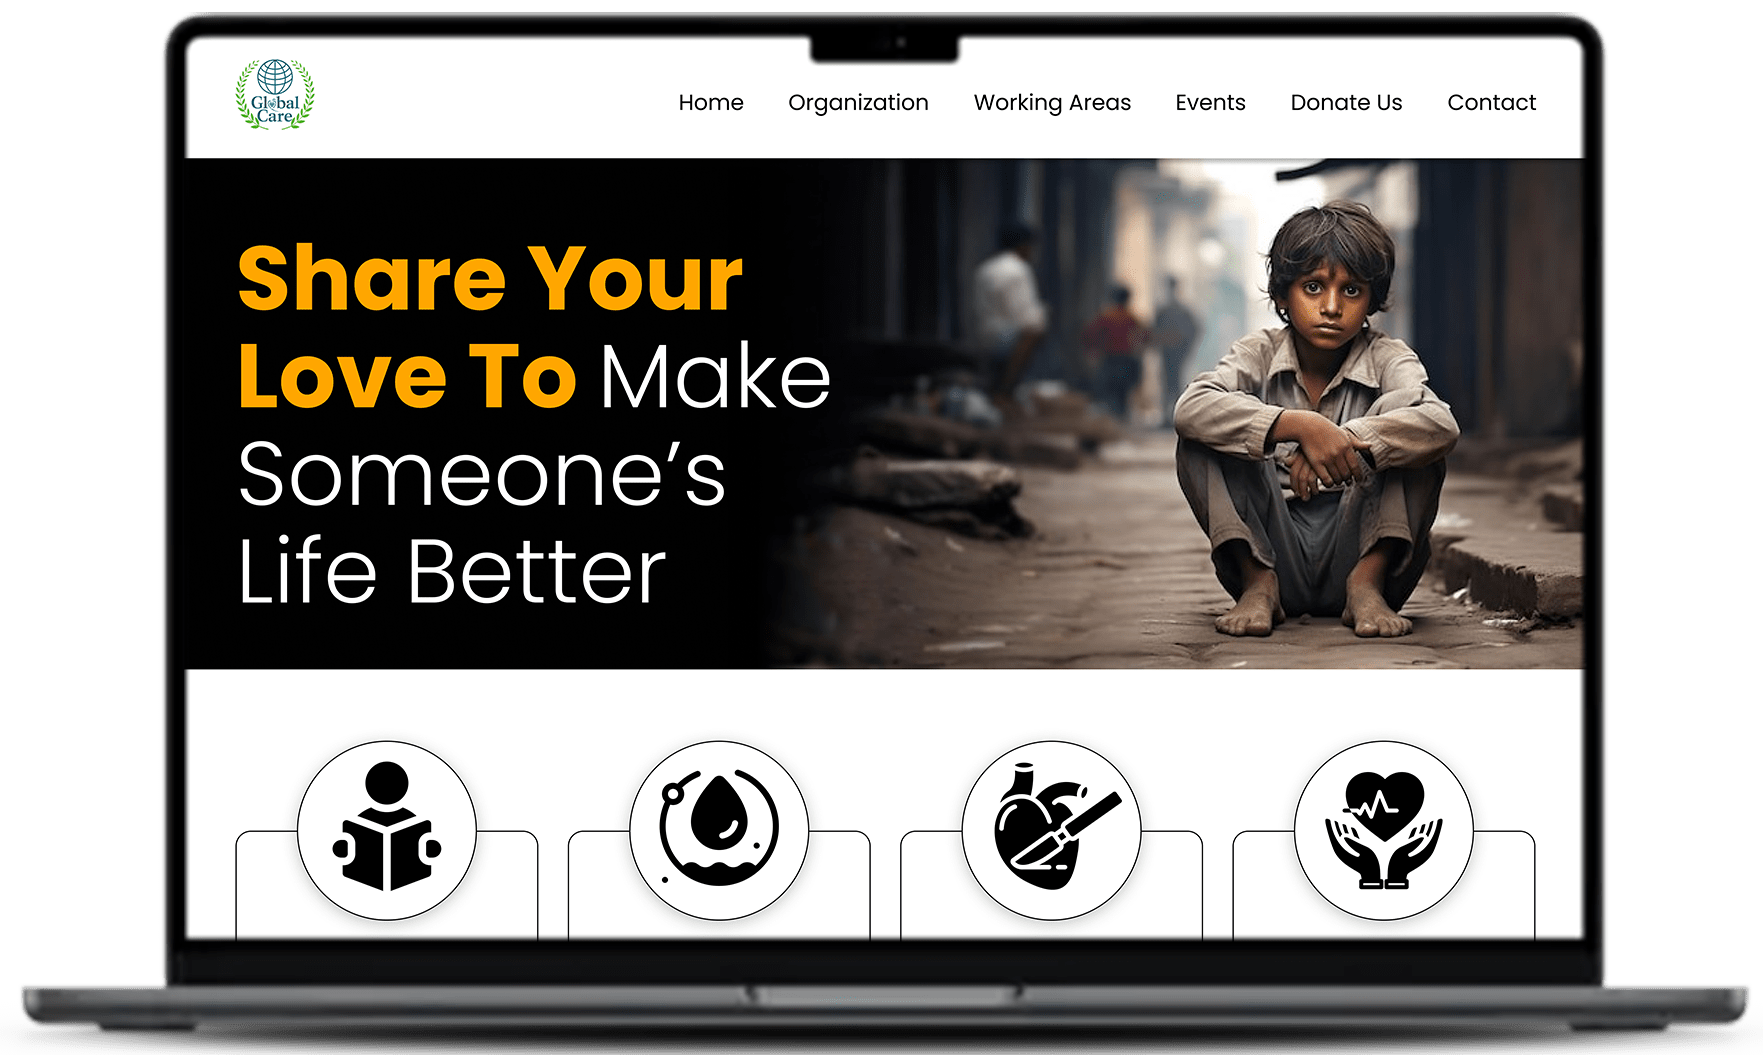 Global
Care
Home Organization Working Areas Events Donate Us Contact
Share Your
Love To Make
Someone’s
Life Better